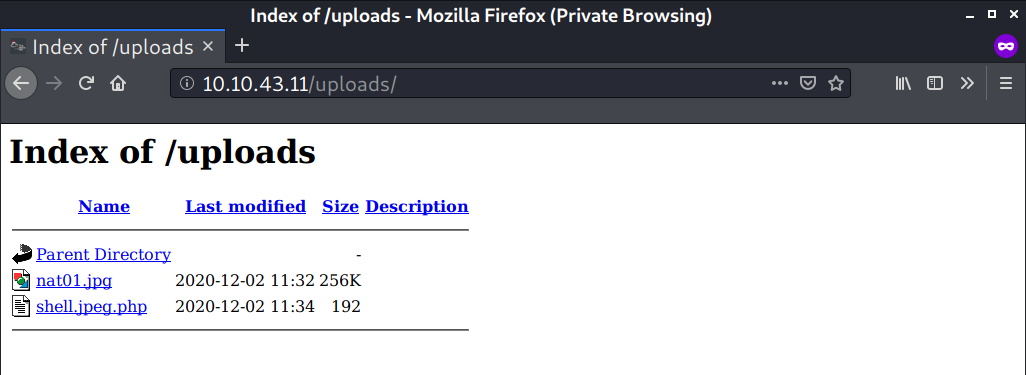 Index of /uploads - Mozilla Firefox (Private Browsing)
Index of /uploads
10.10.43.11/uploads/
Index of /uploads
Name Last modified Size Description
Parent Directory -
nat01.jpg 2020-12-02 11:32 256K
shell.jpeg.php 2020-12-02 11:34 192